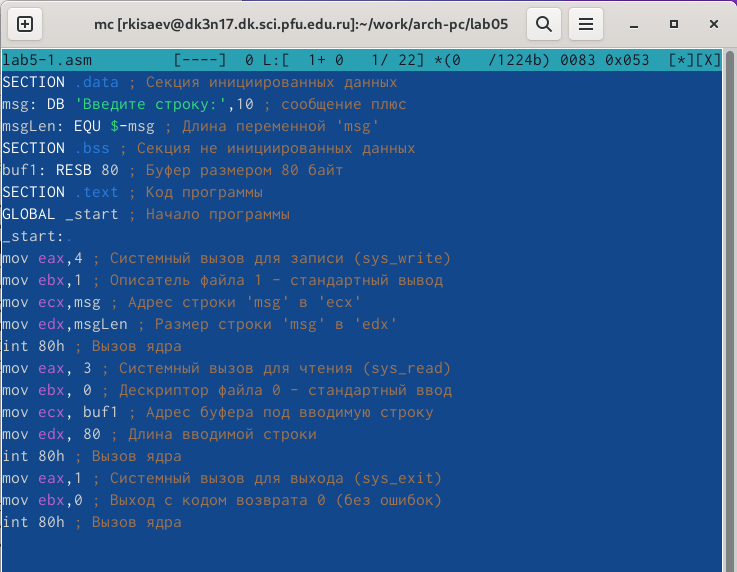 mc [rkisaev@dk3n17.dk.sci.pfu.edu.ru]:~/work/arch-pc/lab05
lab5-1.asm [----] 0 L:[ 1+ 0 1/ 22] *(0 /1224b) 0083 0x053 [*][X]
SECTION .data ; Секция инициированных данных
msg: DB 'Введите строку:',10 ; сообщение плюс
msgLen: EQU $-msg ; Длина переменной 'msg'
SECTION .bss ; Секция не инициированных данных
buf1: RESB 80 ; Буфер размером 80 байт
SECTION .text ; Код программы
GLOBAL _start ; Начало программы
_start:.
mov eax,4 ; Системный вызов для записи (sys_write)
mov ebx,1 ; Описатель файла 1 - стандартный вывод
mov ecx,msg ; Адрес строки 'msg' в 'ecx'
mov edx,msgLen ; Размер строки 'msg' в 'edx'
int 80h ; Вызов ядра
mov eax, 3 ; Системный вызов для чтения (sys_read)
mov ebx, 0 ; Дескриптор файла 0 - стандартный ввод
mov ecx, buf1 ; Адрес буфера под вводимую строку
mov edx, 80 ; Длина вводимой строки
int 80h ; Вызов ядра
mov eax,1 ; Системный вызов для выхода (sys_exit)
mov ebx,0 ; Выход с кодом возврата 0 (без ошибок)
int 80h ; Вызов ядра